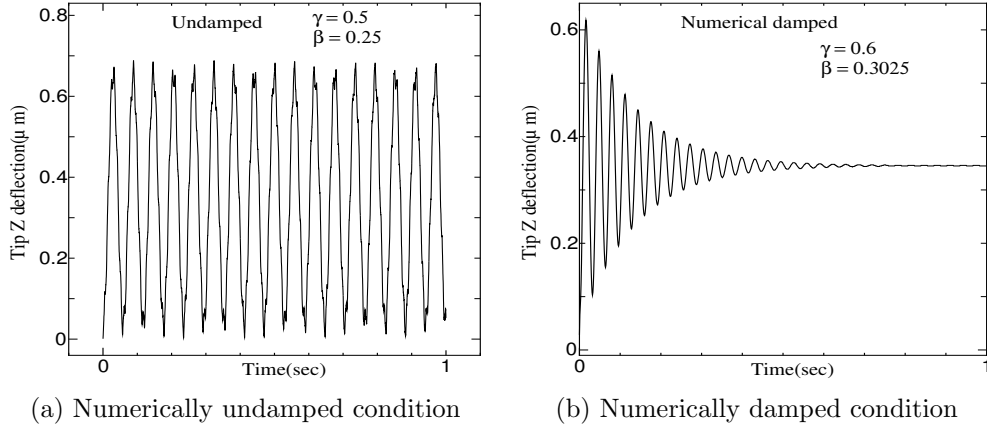 Undamped
γ = 0.5
β = 0.25
0.8
0.6
0.4
0.2
0
Tip Z deflection(μ m)
0
1
Time(sec)
(a) Numerically undamped condition
Numerical damped
γ = 0.6
β = 0.3025
0.6
0.4
0.2
0
Tip Z deflection(μ m)
0
1
Time(sec)
(b) Numerically damped condition